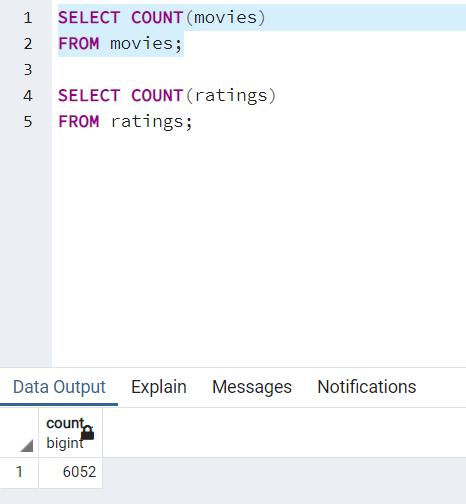 1 SELECT COUNT(movies)
2 FROM movies;
3
4 SELECT COUNT(ratings)
5 FROM ratings;
Data Output Explain Messages Notifications
count
bigint
1 6052